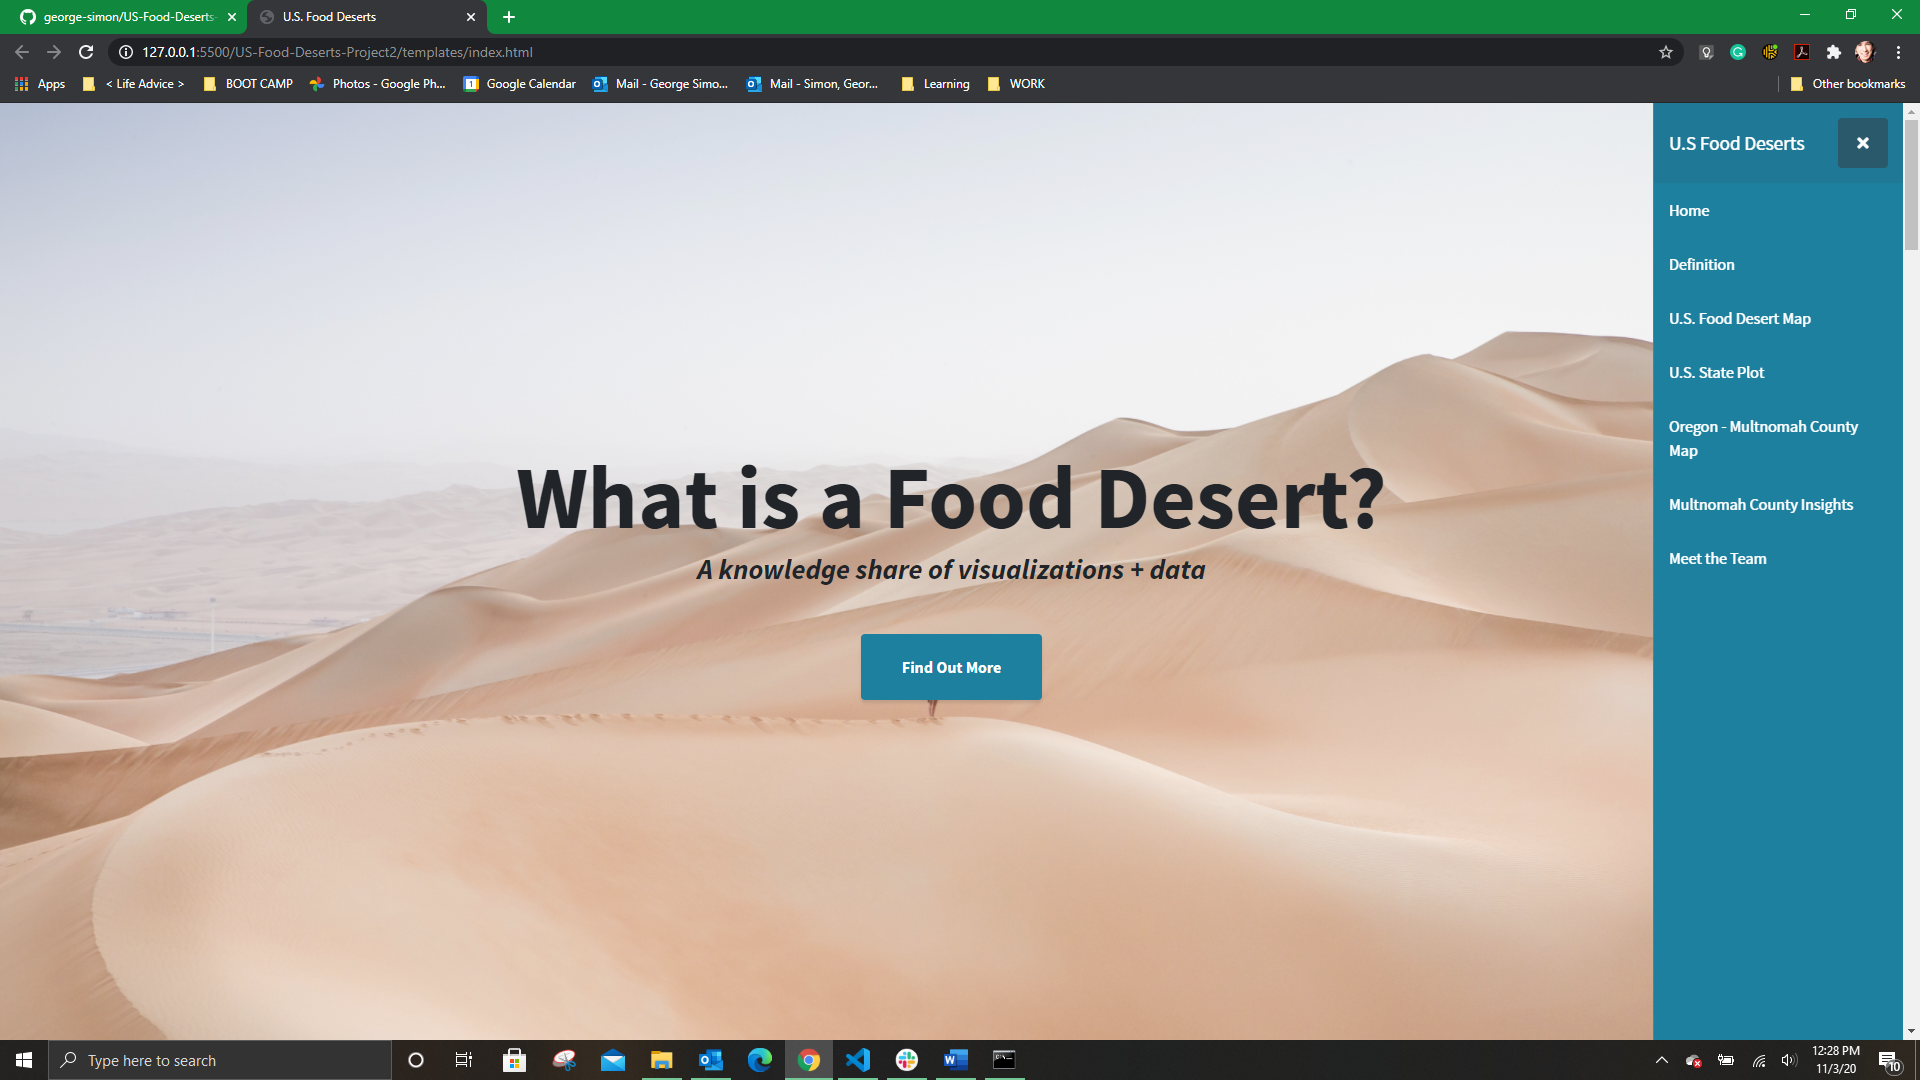 george-simon/US-Food-Deserts-
U.S. Food Deserts
127.0.0.1:5500/US-Food-Deserts-Project2/templates/index.html
Apps
< Life Advice >
BOOT CAMP
Photos - Google Ph...
1
Google Calendar
Mail - George Simo...
Mail - Simon, Geor...
Learning
WORK
Other bookmarks
U.S Food Deserts
Home
Definition
U.S. Food Desert Map
U.S. State Plot
Oregon - Multnomah County
Map
Multnomah County Insights
Meet the Team
What is a Food Desert?
A knowledge share of visualizations + data
Find Out More
Type here to search
12:28 PM
11/3/20
10